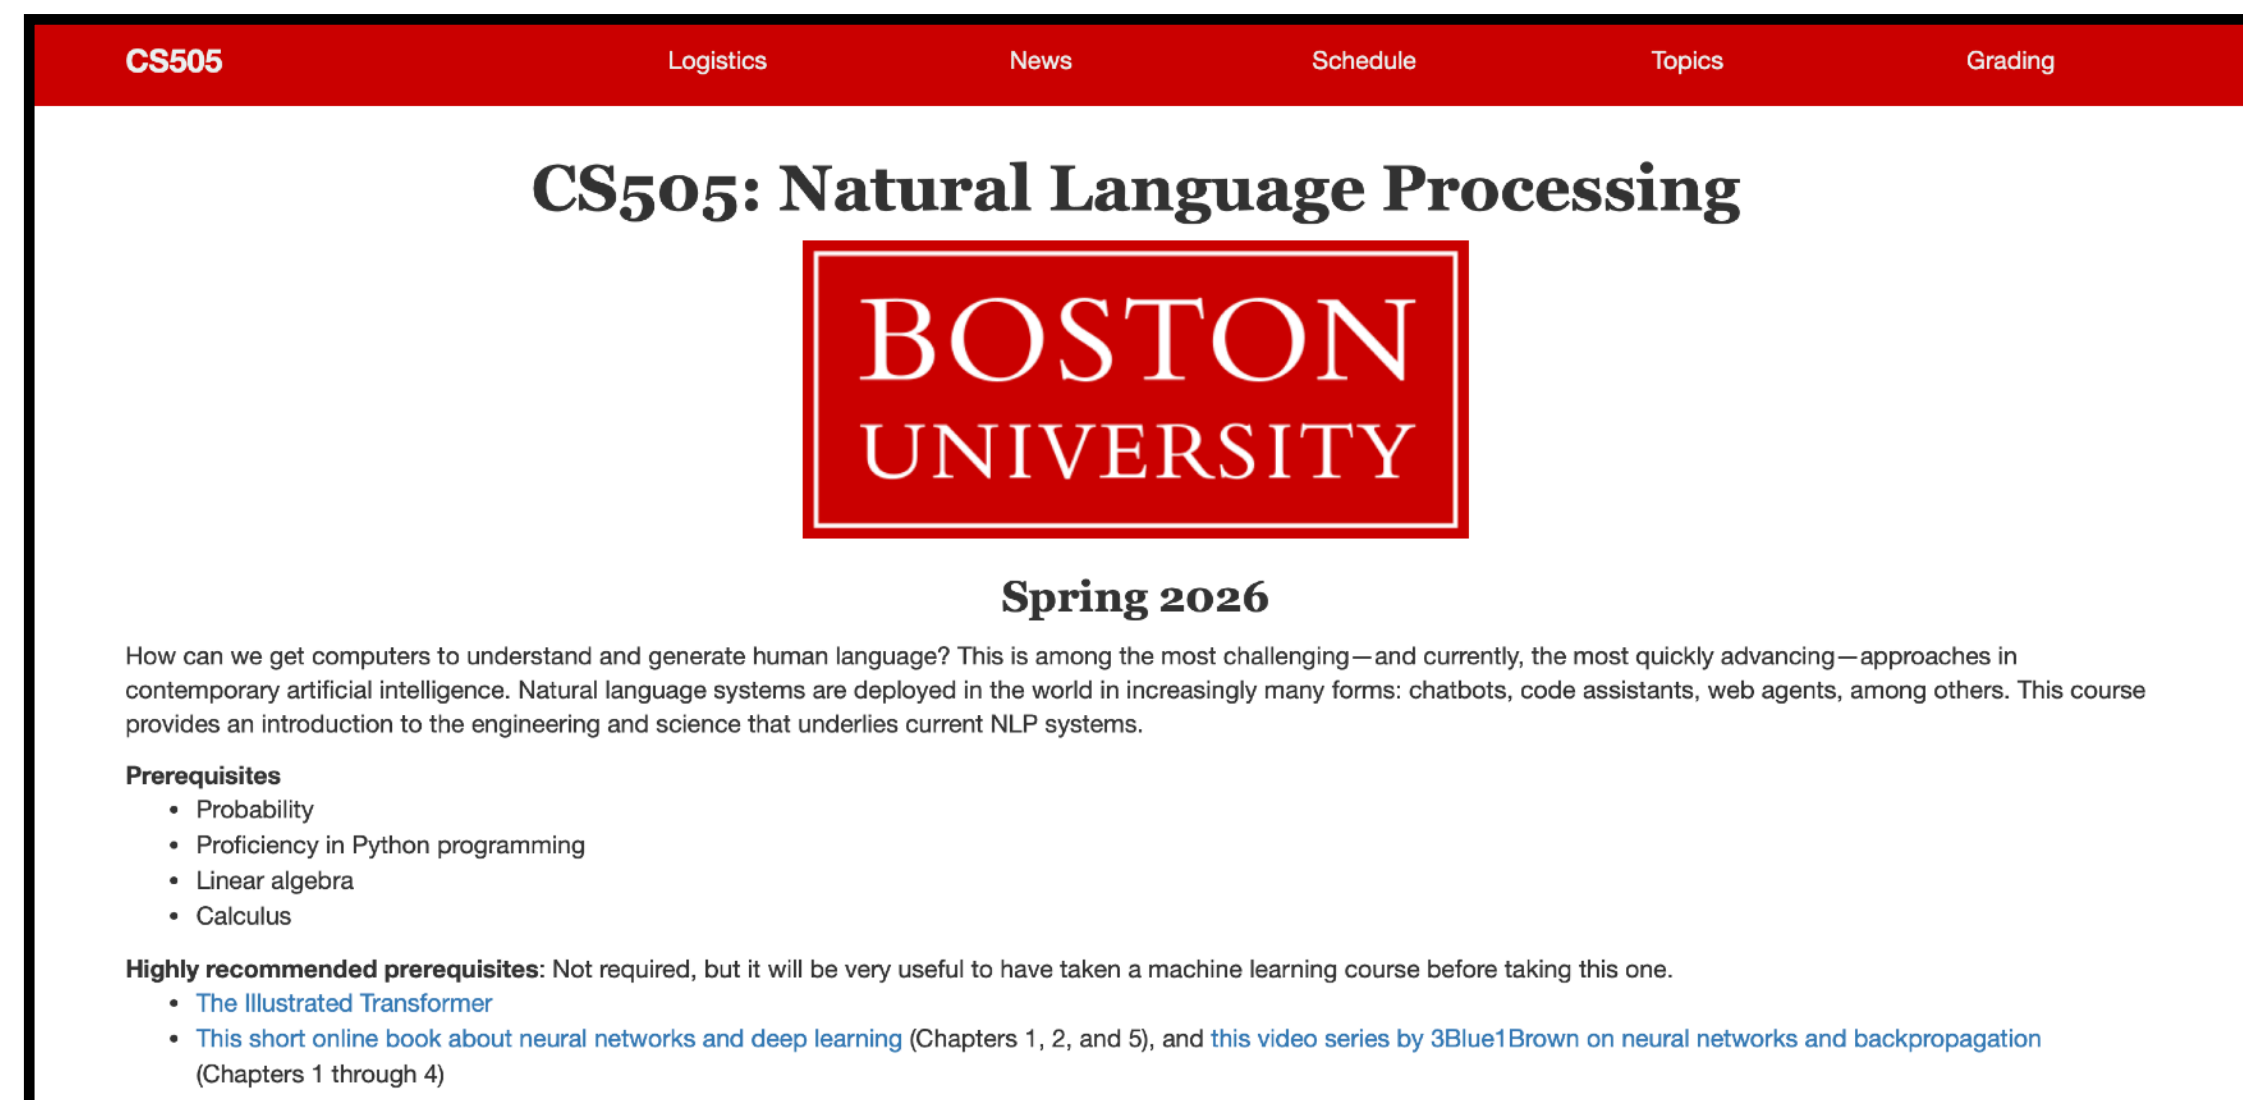 CS505 Logistics News Schedule Topics Grading
CS505: Natural Language Processing
BOSTON
UNIVERSITY
Spring 2026
How can we get computers to understand and generate human language? This is among the most challenging—and currently, the most quickly advancing—approaches in
contemporary artificial intelligence. Natural language systems are deployed in the world in increasingly many forms: chatbots, code assistants, web agents, among others. This course
provides an introduction to the engineering and science that underlies current NLP systems.
Prerequisites
• Probability
• Proficiency in Python programming
• Linear algebra
• Calculus
Highly recommended prerequisites: Not required, but it will be very useful to have taken a machine learning course before taking this one.
• The Illustrated Transformer
• This short online book about neural networks and deep learning (Chapters 1, 2, and 5), and this video series by 3Blue1Brown on neural networks and backpropagation
(Chapters 1 through 4)